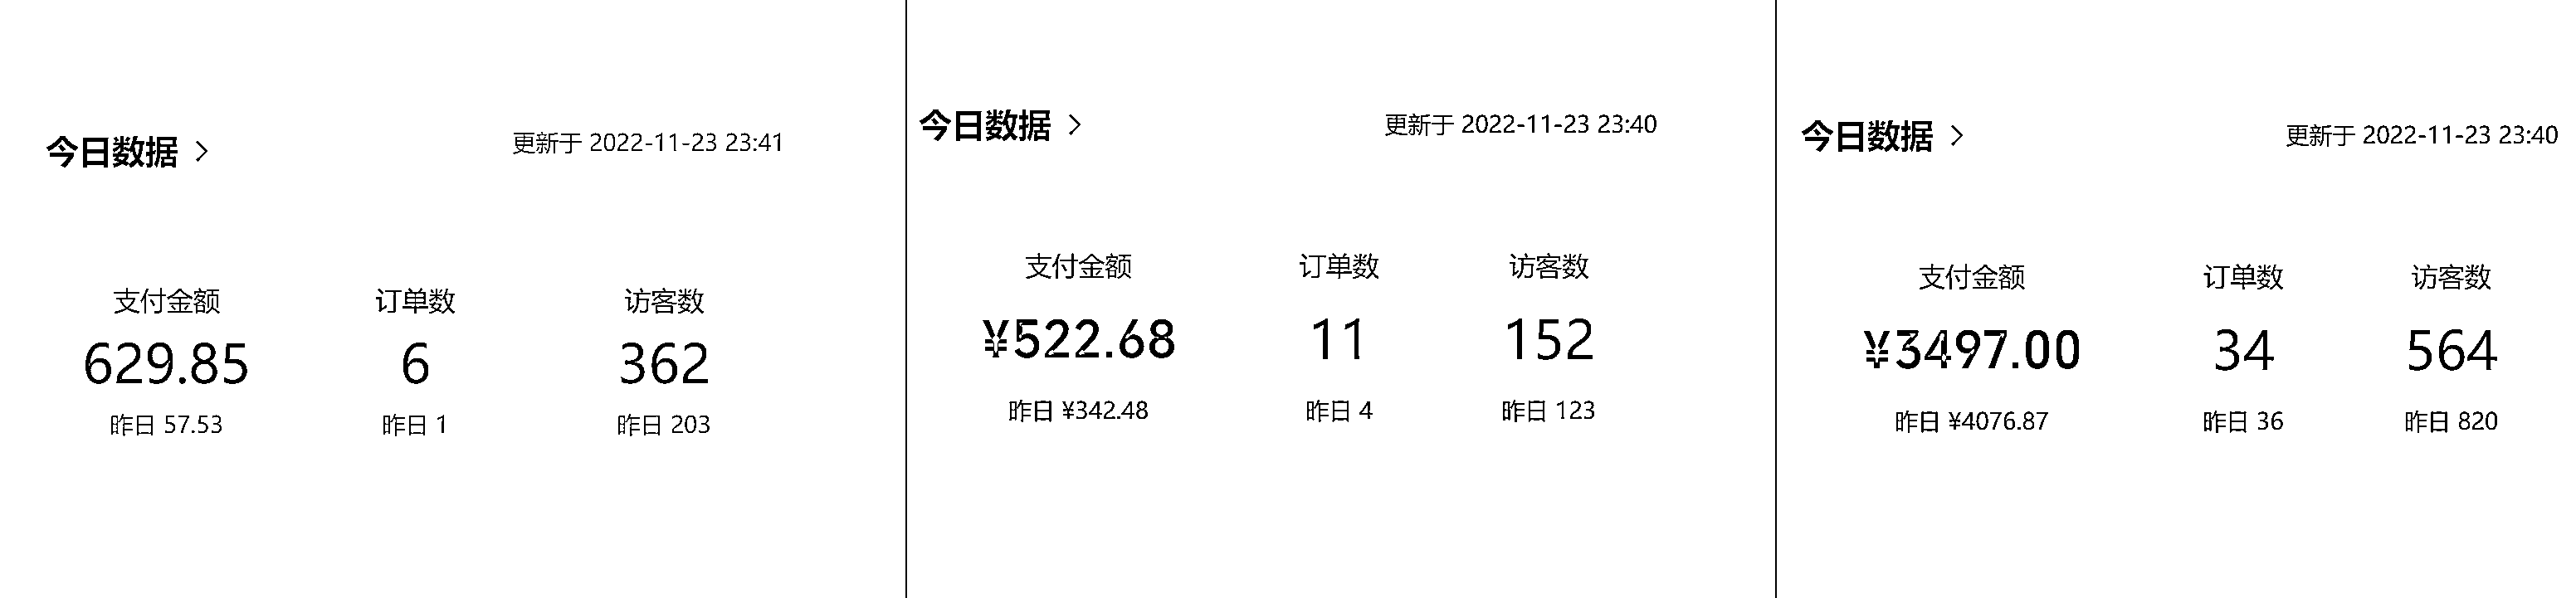 今日数据 >
更新于 2022-11-23 23:41
支付金额 订单数 访客数
629.85 6 362
昨日 57.53 昨日 1 昨日 203
今日数据 >
更新于 2022-11-23 23:40
支付金额 订单数 访客数
¥522.68 11 152
昨日 ¥342.48 昨日 4 昨日 123
今日数据 >
更新于 2022-11-23 23:40
支付金额 订单数 访客数
¥3497.00 34 564
昨日 ¥4076.87 昨日 36 昨日 820